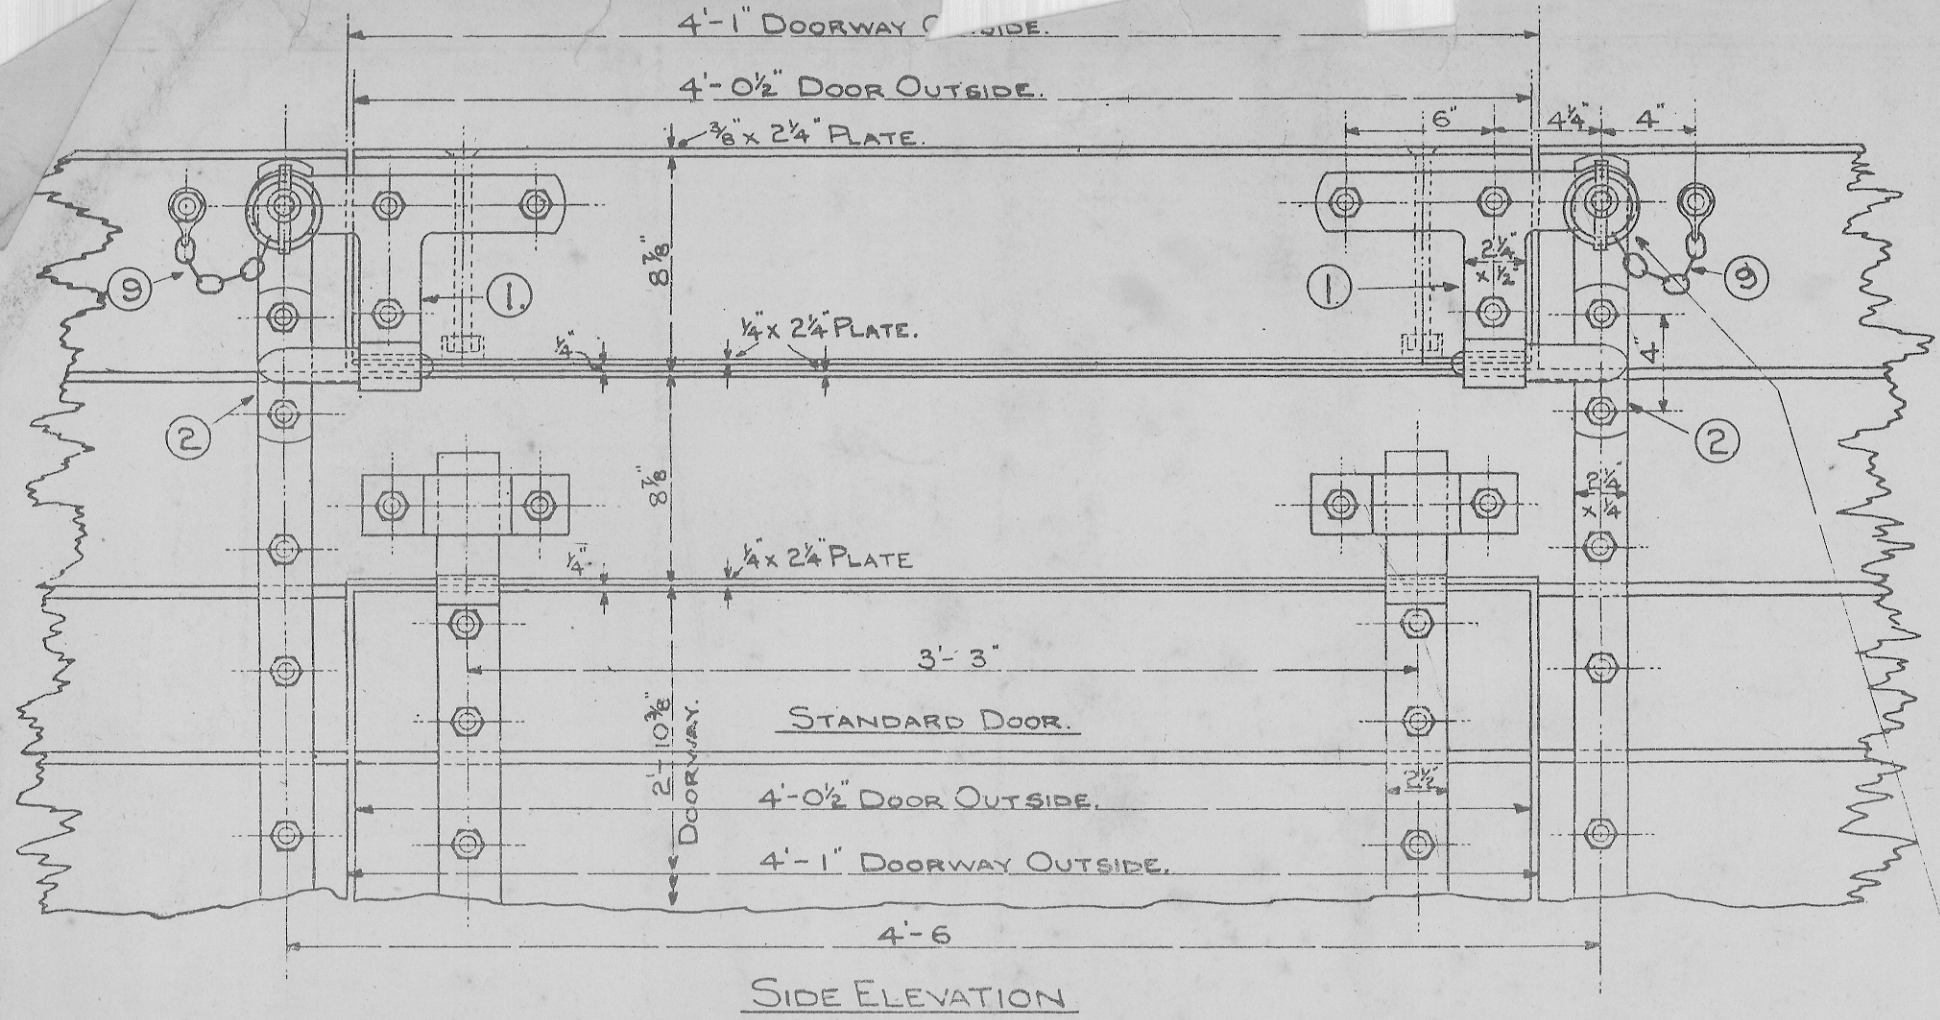 4'-1" DOORWAY
4'-0½" DOOR OUTSIDE.
⅜" x 2¼" PLATE.
6" 4¼" 4"
9
1.
8⅞"
2¼"
x ½"
1
9
¼" ¼" x 2¼" PLATE.
4"
2
8⅞"
2
2¼"
x ¼
¼" ¼" x 2¼" PLATE
3'-3"
STANDARD DOOR.
2'-10⅜"
DOORWAY.
2½"
4'-0½" DOOR OUTSIDE.
4'-1" DOORWAY OUTSIDE.
4'-6
SIDE ELEVATION